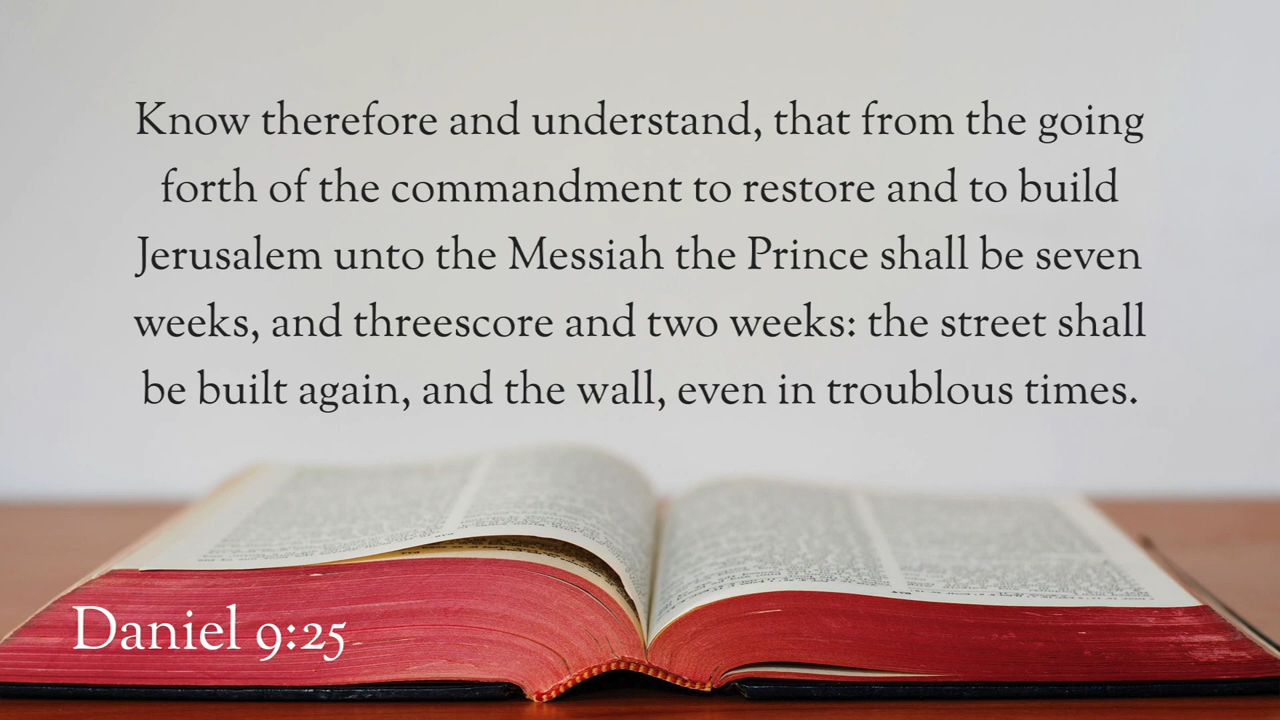 Know therefore and understand, that from the going
forth of the commandment to restore and to build
Jerusalem unto the Messiah the Prince shall be seven
weeks, and threescore and two weeks: the street shall
be built again, and the wall, even in troublous times.
Daniel 9:25